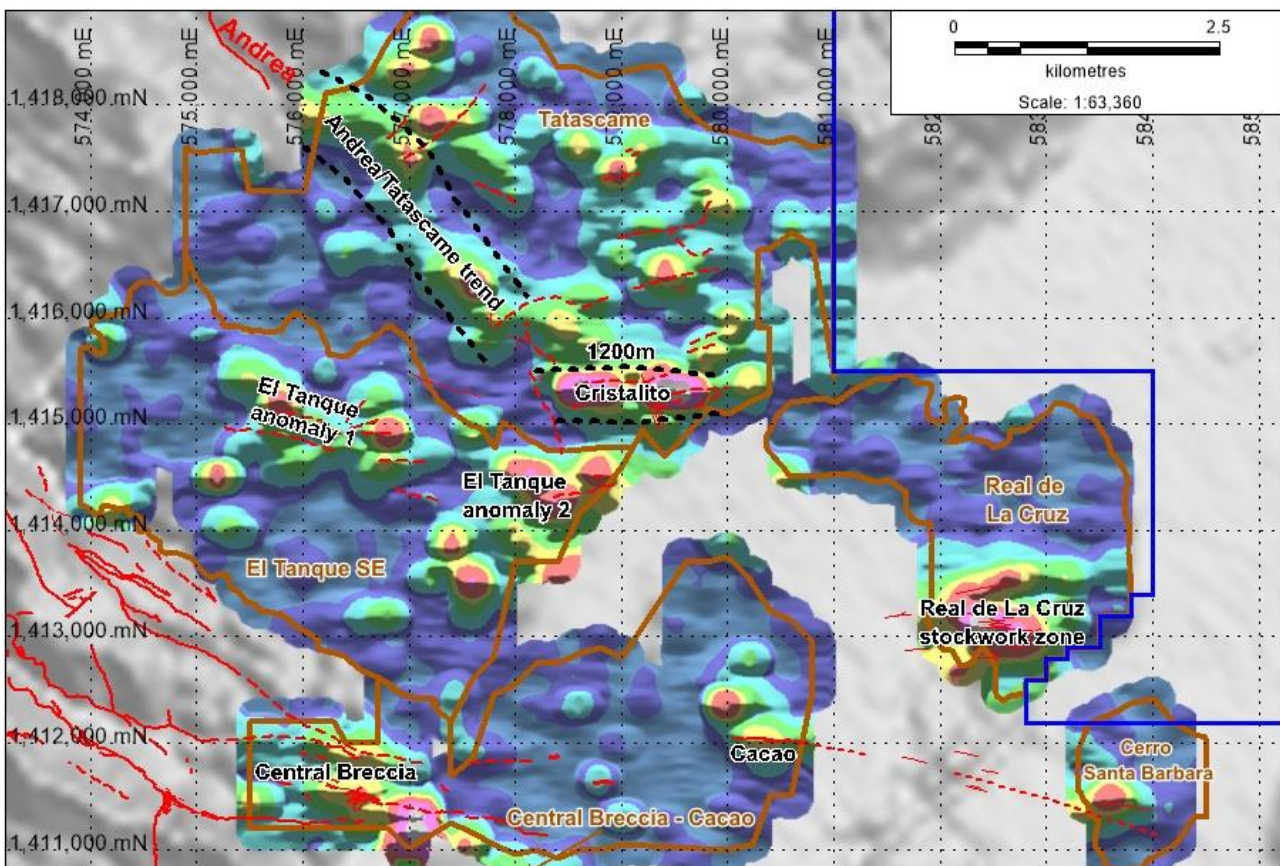 0 2.5
kilometres
Scale: 1:63,360
574,000 mE
575,000 mE
576,000 mE
577,000 mE
578,000 mE
580,000 mE
581,000 mE
1,418,000 mN
1,417,000 mN
1,416,000 mN
1,415,000 mN
1,414,000 mN
1,413,000 mN
1,412,000 mN
1,411,000 mN
Andrea
Tatascame
Andrea/Tatascame trend
1200m
Cristalito
El Tanque
anomaly 1
El Tanque
anomaly 2
Real de
La Cruz
El Tanque SE
Real de La Cruz
stockwork zone
Cacao
Central Breccia
Cerro
Santa Barbara
Central Breccia - Cacao